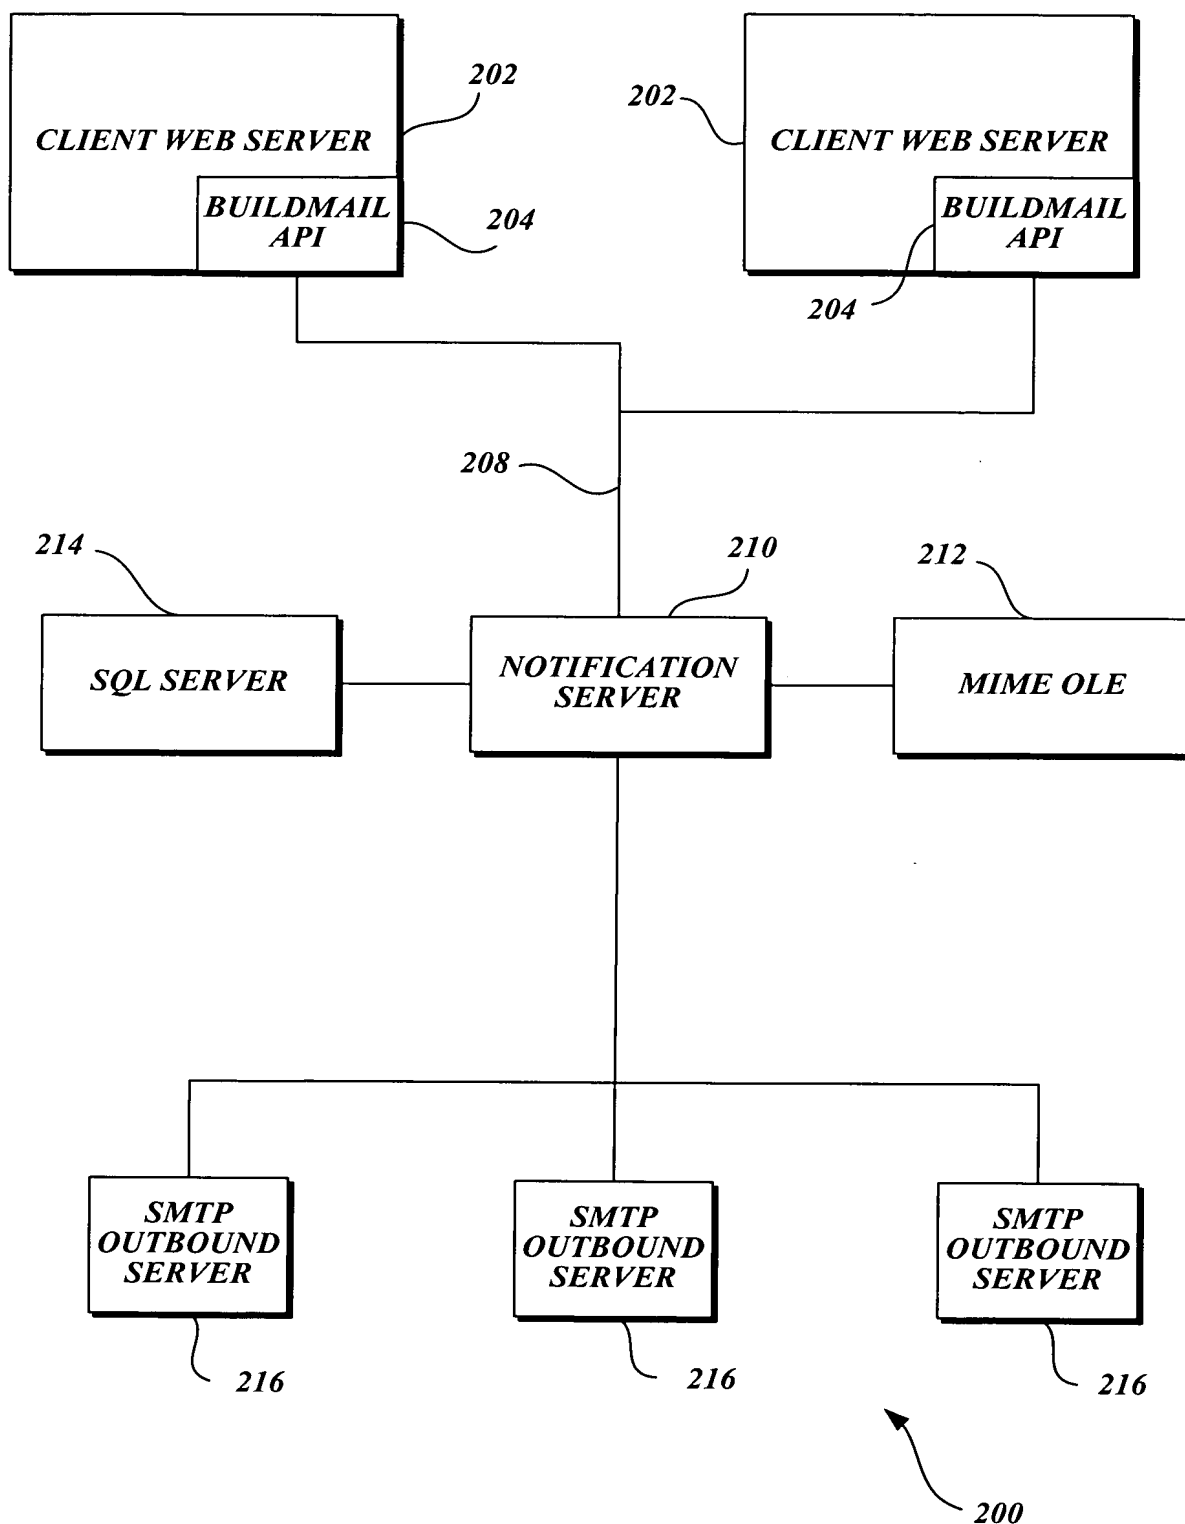 202
202
CLIENT WEB SERVER
CLIENT WEB SERVER
BUILDMAIL
API
204
BUILDMAIL
API
204
208
214
210
212
SQL SERVER
NOTIFICATION
SERVER
MIME OLE
SMTP
OUTBOUND
SERVER
SMTP
OUTBOUND
SERVER
SMTP
OUTBOUND
SERVER
216
216
216
200